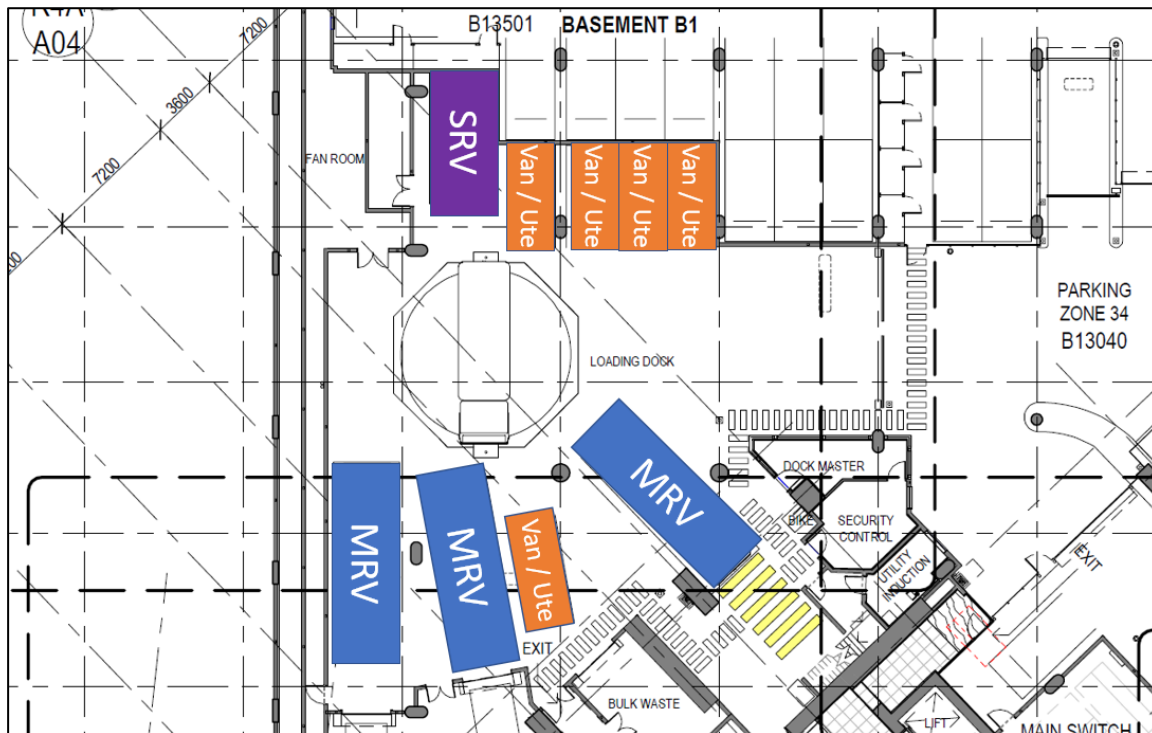 A04
B13501 BASEMENT B1
7200
3600
7200
SRV
FAN ROOM
Van / Ute
Van / Ute
Van / Ute
Van / Ute
PARKING
ZONE 34
B13040
LOADING DOCK
MRV
MRV
MRV
Van / Ute
DOCK MASTER
BIKE
SECURITY
CONTROL
UTILITY
INDUCTION
EXIT
EXIT
BULK WASTE
LIFT
MAIN SWITCH